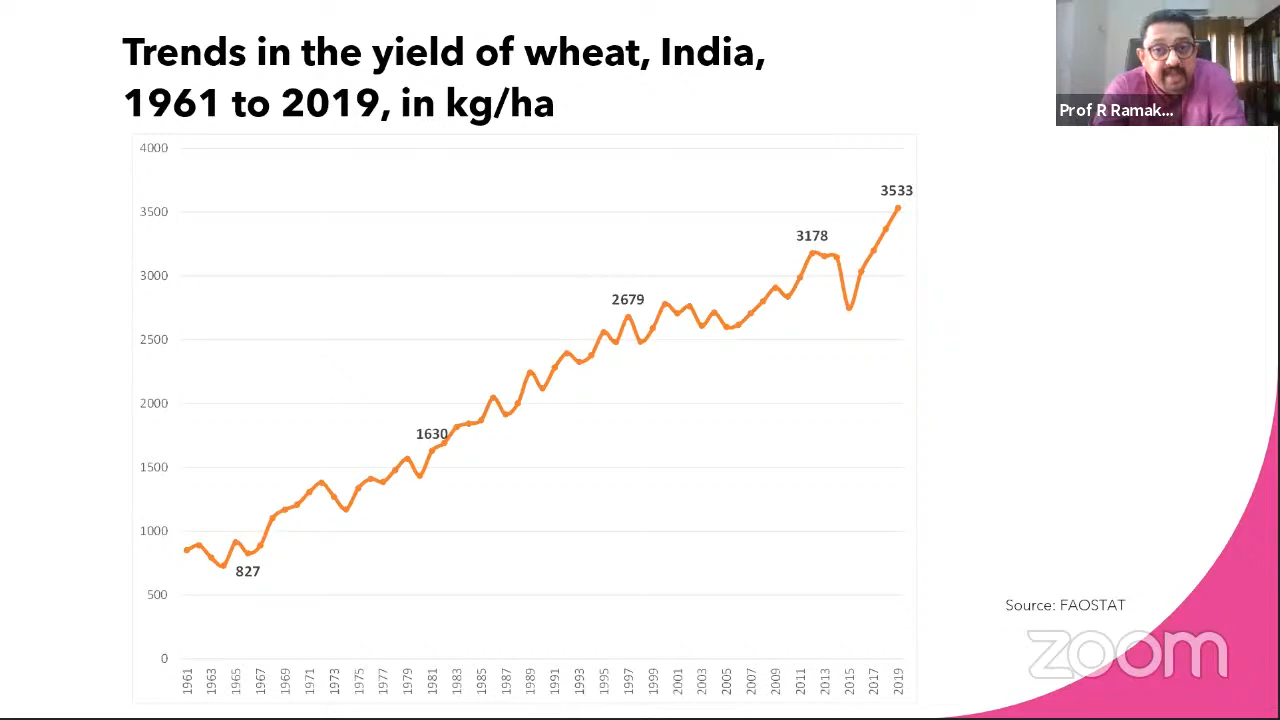 Trends in the yield of wheat, India,
1961 to 2019, in kg/ha
Prof R Ramak...
4000
3500
3000
2500
2000
1500
1000
500
0
827
1630
2679
3178
3533
1961 1963 1965 1967 1969 1971 1973 1975 1977 1979 1981 1983 1985 1987 1989 1991 1993 1995 1997 1999 2001 2003 2005 2007 2009 2011 2013 2015 2017 2019
Source: FAOSTAT
zoom